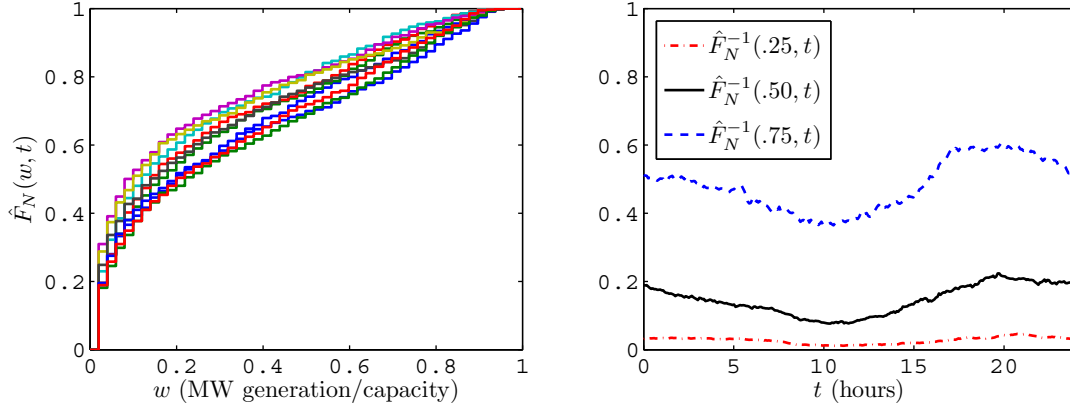 1
0.8
0.6
0.4
0.2
0
0 0.2 0.4 0.6 0.8 1
w (MW generation/capacity)
F̂_N(w, t)
1
0.8
0.6
0.4
0.2
0
0 5 10 15 20
t (hours)
F̂_N^{-1}(.25, t)
F̂_N^{-1}(.50, t)
F̂_N^{-1}(.75, t)